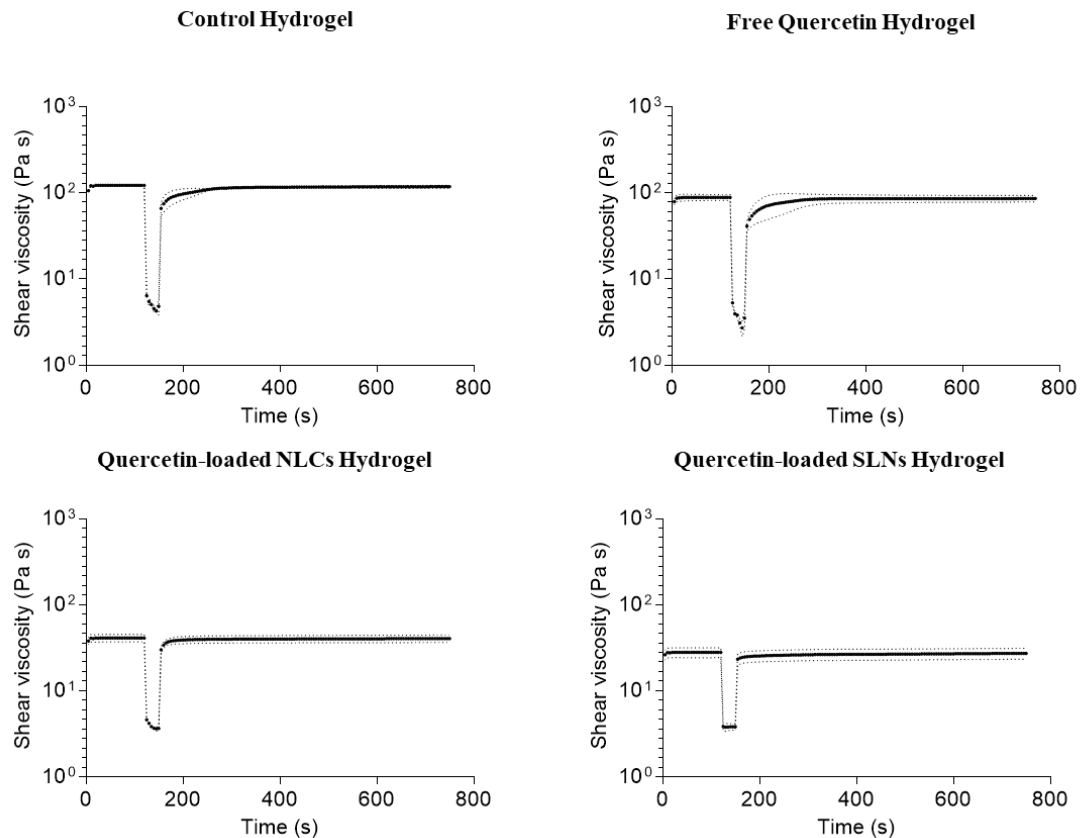 Control Hydrogel
Shear viscosity (Pa s)
10³
10²
10¹
10⁰
0 200 400 600 800
Time (s)
Free Quercetin Hydrogel
Shear viscosity (Pa s)
10³
10²
10¹
10⁰
0 200 400 600 800
Time (s)
Quercetin-loaded NLCs Hydrogel
Shear viscosity (Pa s)
10³
10²
10¹
10⁰
0 200 400 600 800
Time (s)
Quercetin-loaded SLNs Hydrogel
Shear viscosity (Pa s)
10³
10²
10¹
10⁰
0 200 400 600 800
Time (s)